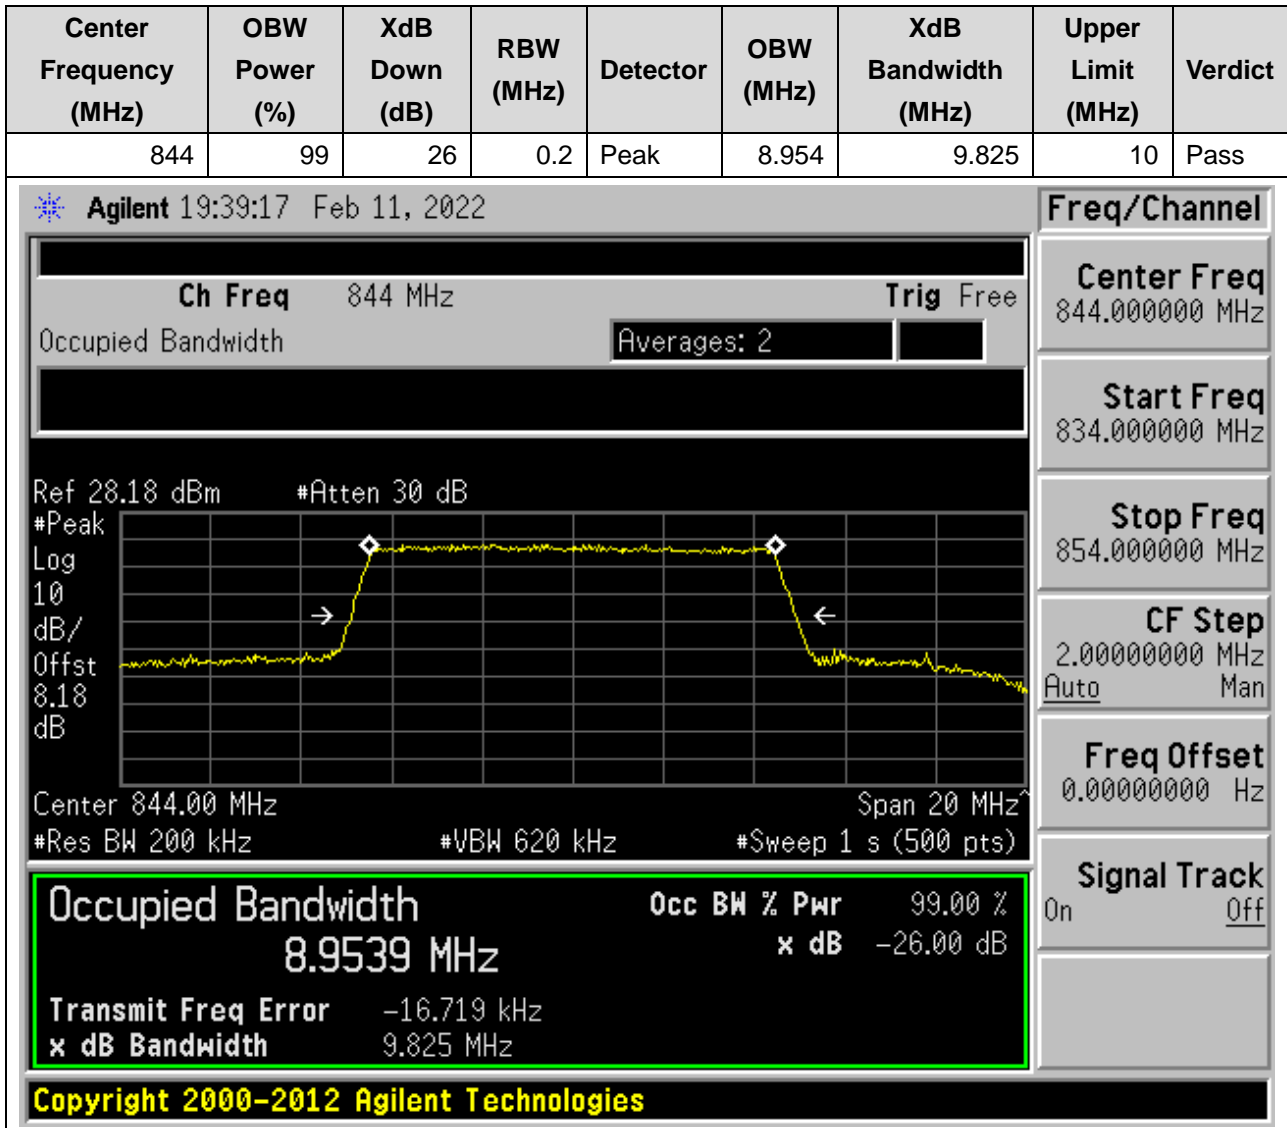 Center Frequency (MHz) OBW Power (%) XdB Down (dB) RBW (MHz) Detector OBW (MHz) XdB Bandwidth (MHz) Upper Limit (MHz) Verdict
844 99 26 0.2 Peak 8.954 9.825 10 Pass
Agilent 19:39:17 Feb 11, 2022
Freq/Channel
Ch Freq 844 MHz Trig Free
Occupied Bandwidth Averages: 2
Center Freq
844.000000 MHz
Start Freq
834.000000 MHz
Stop Freq
854.000000 MHz
CF Step
2.00000000 MHz
Auto Man
Freq Offset
0.00000000 Hz
Signal Track
On Off
Ref 28.18 dBm #Atten 30 dB
#Peak
Log
10
dB/
Offst
8.18
dB
Center 844.00 MHz Span 20 MHz^
#Res BW 200 kHz #VBW 620 kHz #Sweep 1 s (500 pts)
Occupied Bandwidth Occ BW % Pwr 99.00 %
8.9539 MHz x dB -26.00 dB
Transmit Freq Error -16.719 kHz
x dB Bandwidth 9.825 MHz
Copyright 2000-2012 Agilent Technologies